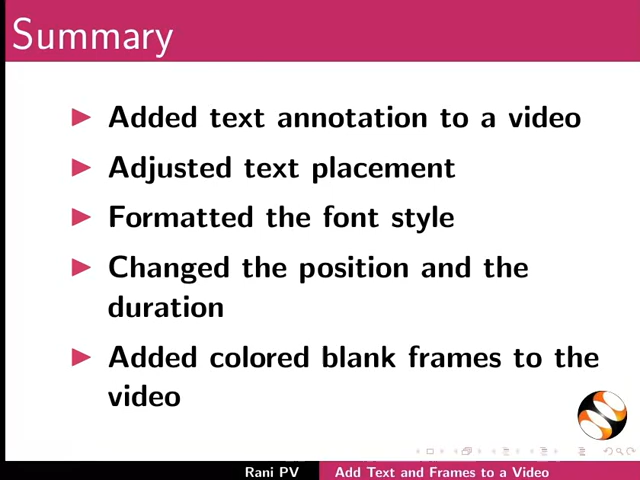 Summary
Added text annotation to a video
Adjusted text placement
Formatted the font style
Changed the position and the
duration
Added colored blank frames to the
video
Rani PV
Add Text and Frames to a Video